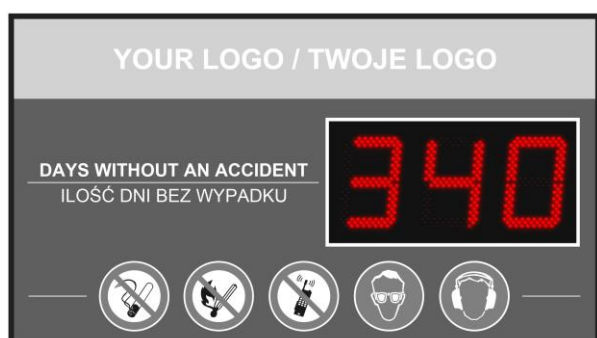 YOUR LOGO / TWOJE LOGO
DAYS WITHOUT AN ACCIDENT
ILOŚĆ DNI BEZ WYPADKU
340